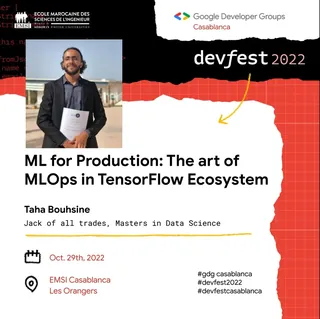 EMSI
ECOLE MAROCAINE DES
SCIENCES DE L'INGENIEUR
Google Developer Groups
Casablanca
devfest 2022
ML for Production: The art of
MLOps in TensorFlow Ecosystem
Taha Bouhsine
Jack of all trades, Masters in Data Science
Oct. 29th, 2022
EMSI Casablanca
Les Orangers
#gdg casablanca
#devfest2022
#devfestcasablanca